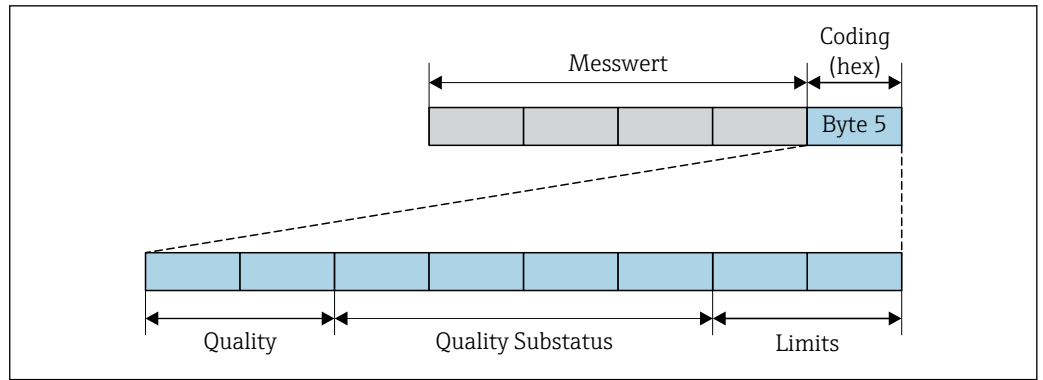 Messwert
Coding
(hex)
Byte 5
Quality
Quality Substatus
Limits